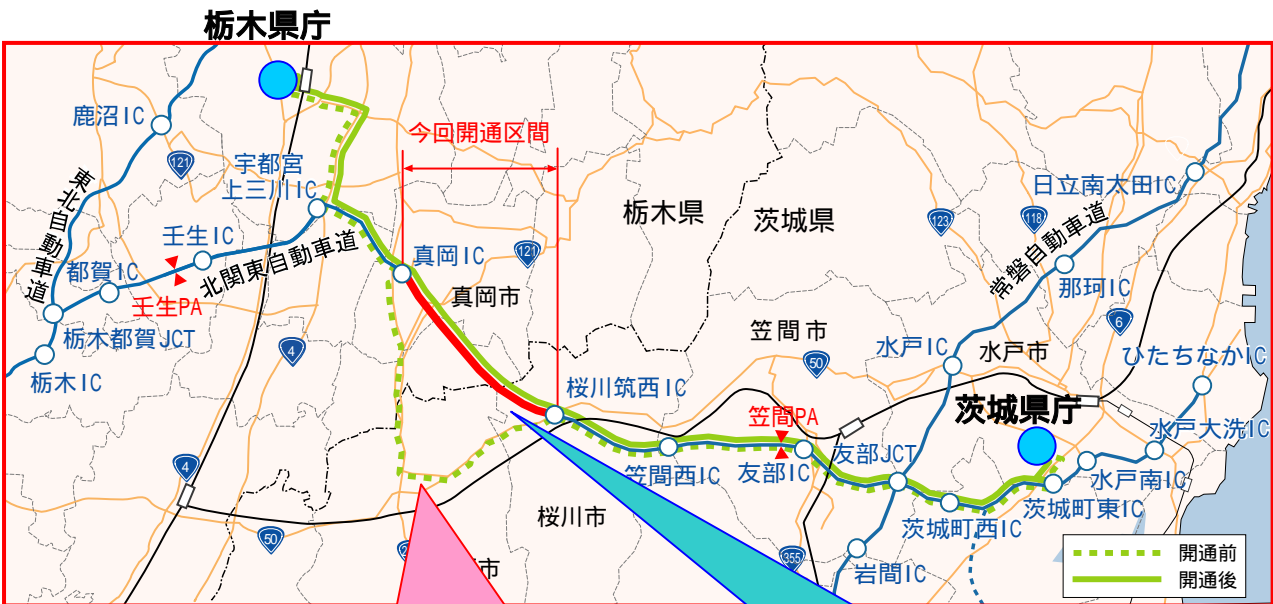 栃木県庁
鹿沼IC
121
今回開通区間
宇都宮
上三川IC
栃木県
茨城県
123
118
日立南太田IC
東北自動車道
壬生IC
北関東自動車道
121
常磐自動車道
都賀IC
真岡IC
那珂IC
壬生PA
真岡市
6
栃木都賀JCT
4
笠間市
50
水戸IC
水戸市
ひたちなかIC
栃木IC
桜川筑西IC
笠間PA
茨城県庁
水戸大洗IC
4
笠間西IC
友部IC
友部JCT
水戸南IC
茨城町東IC
桜川市
茨城町西IC
50
355
岩間IC
市
開通前
開通後